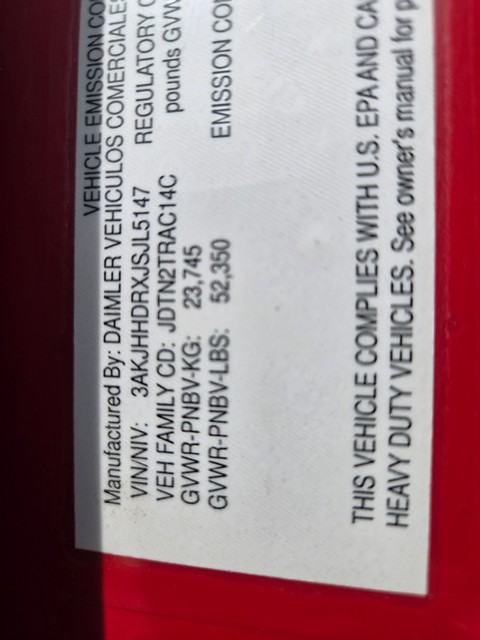 VEHICLE EMISSION CO
Manufactured By: DAIMLER VEHICULOS COMERCIALES
VIN/NIV: 3AKJHHDRXJSJL5147 REGULATORY C
VEH FAMILY CD: JDTN2TRAC14C pounds GVW
GVWR-PNBV-KG: 23,745
GVWR-PNBV-LBS: 52,350 EMISSION CO
THIS VEHICLE COMPLIES WITH U.S. EPA AND CA
HEAVY DUTY VEHICLES. See owner's manual for p